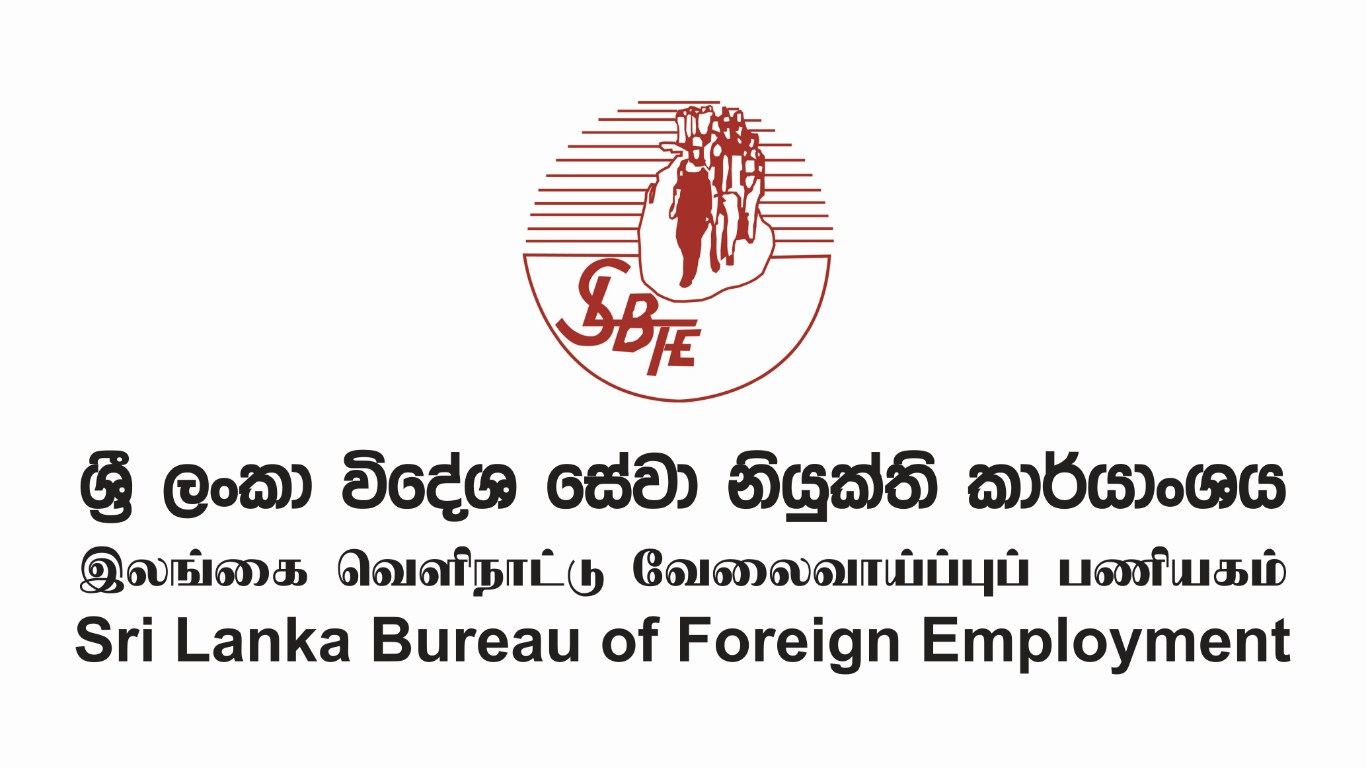 SLBFE
ශ්‍රී ලංකා විදේශ සේවා නියුක්ති කාර්යාංශය
இலங்கை வெளிநாட்டு வேலைவாய்ப்புப் பணியகம்
Sri Lanka Bureau of Foreign Employment